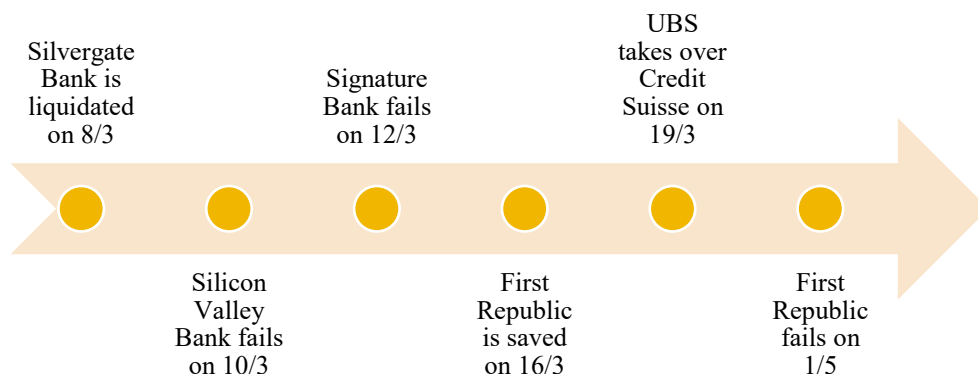 Silvergate
Bank is
liquidated
on 8/3
Silicon
Valley
Bank fails
on 10/3
Signature
Bank fails
on 12/3
First
Republic
is saved
on 16/3
UBS
takes over
Credit
Suisse on
19/3
First
Republic
fails on
1/5